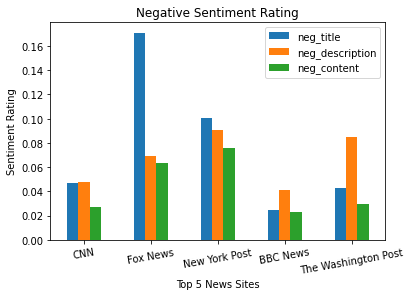 Negative Sentiment Rating
neg_title
neg_description
neg_content
Sentiment Rating
0.16
0.14
0.12
0.10
0.08
0.06
0.04
0.02
0.00
CNN
Fox News
New York Post
BBC News
The Washington Post
Top 5 News Sites